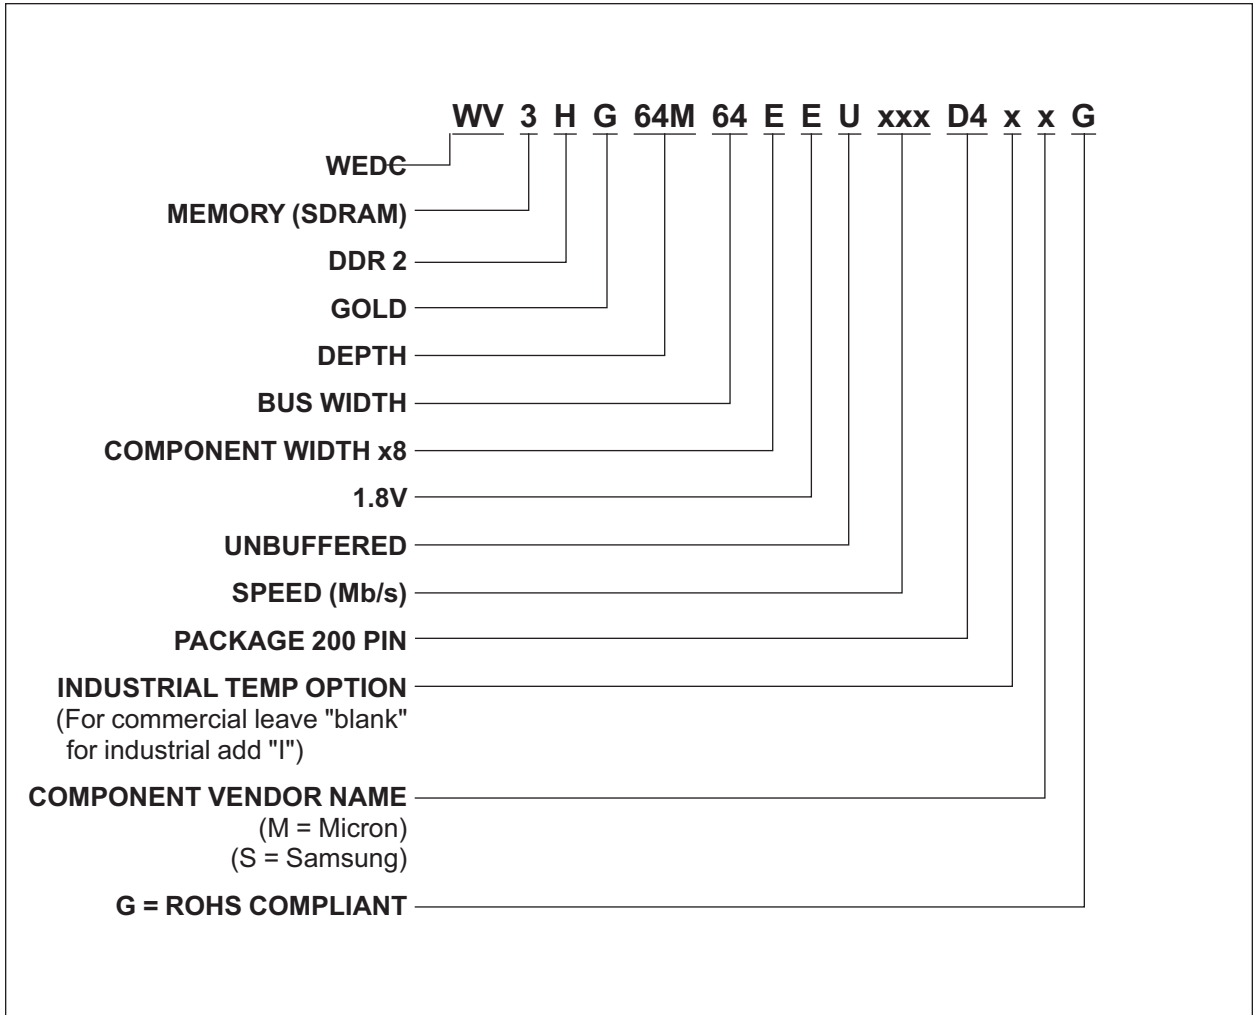 WV 3 H G 64M 64 E E U xxx D4 x x G
WEDC
MEMORY (SDRAM)
DDR 2
GOLD
DEPTH
BUS WIDTH
COMPONENT WIDTH x8
1.8V
UNBUFFERED
SPEED (Mb/s)
PACKAGE 200 PIN
INDUSTRIAL TEMP OPTION
(For commercial leave "blank"
for industrial add "I")
COMPONENT VENDOR NAME
(M = Micron)
(S = Samsung)
G = ROHS COMPLIANT